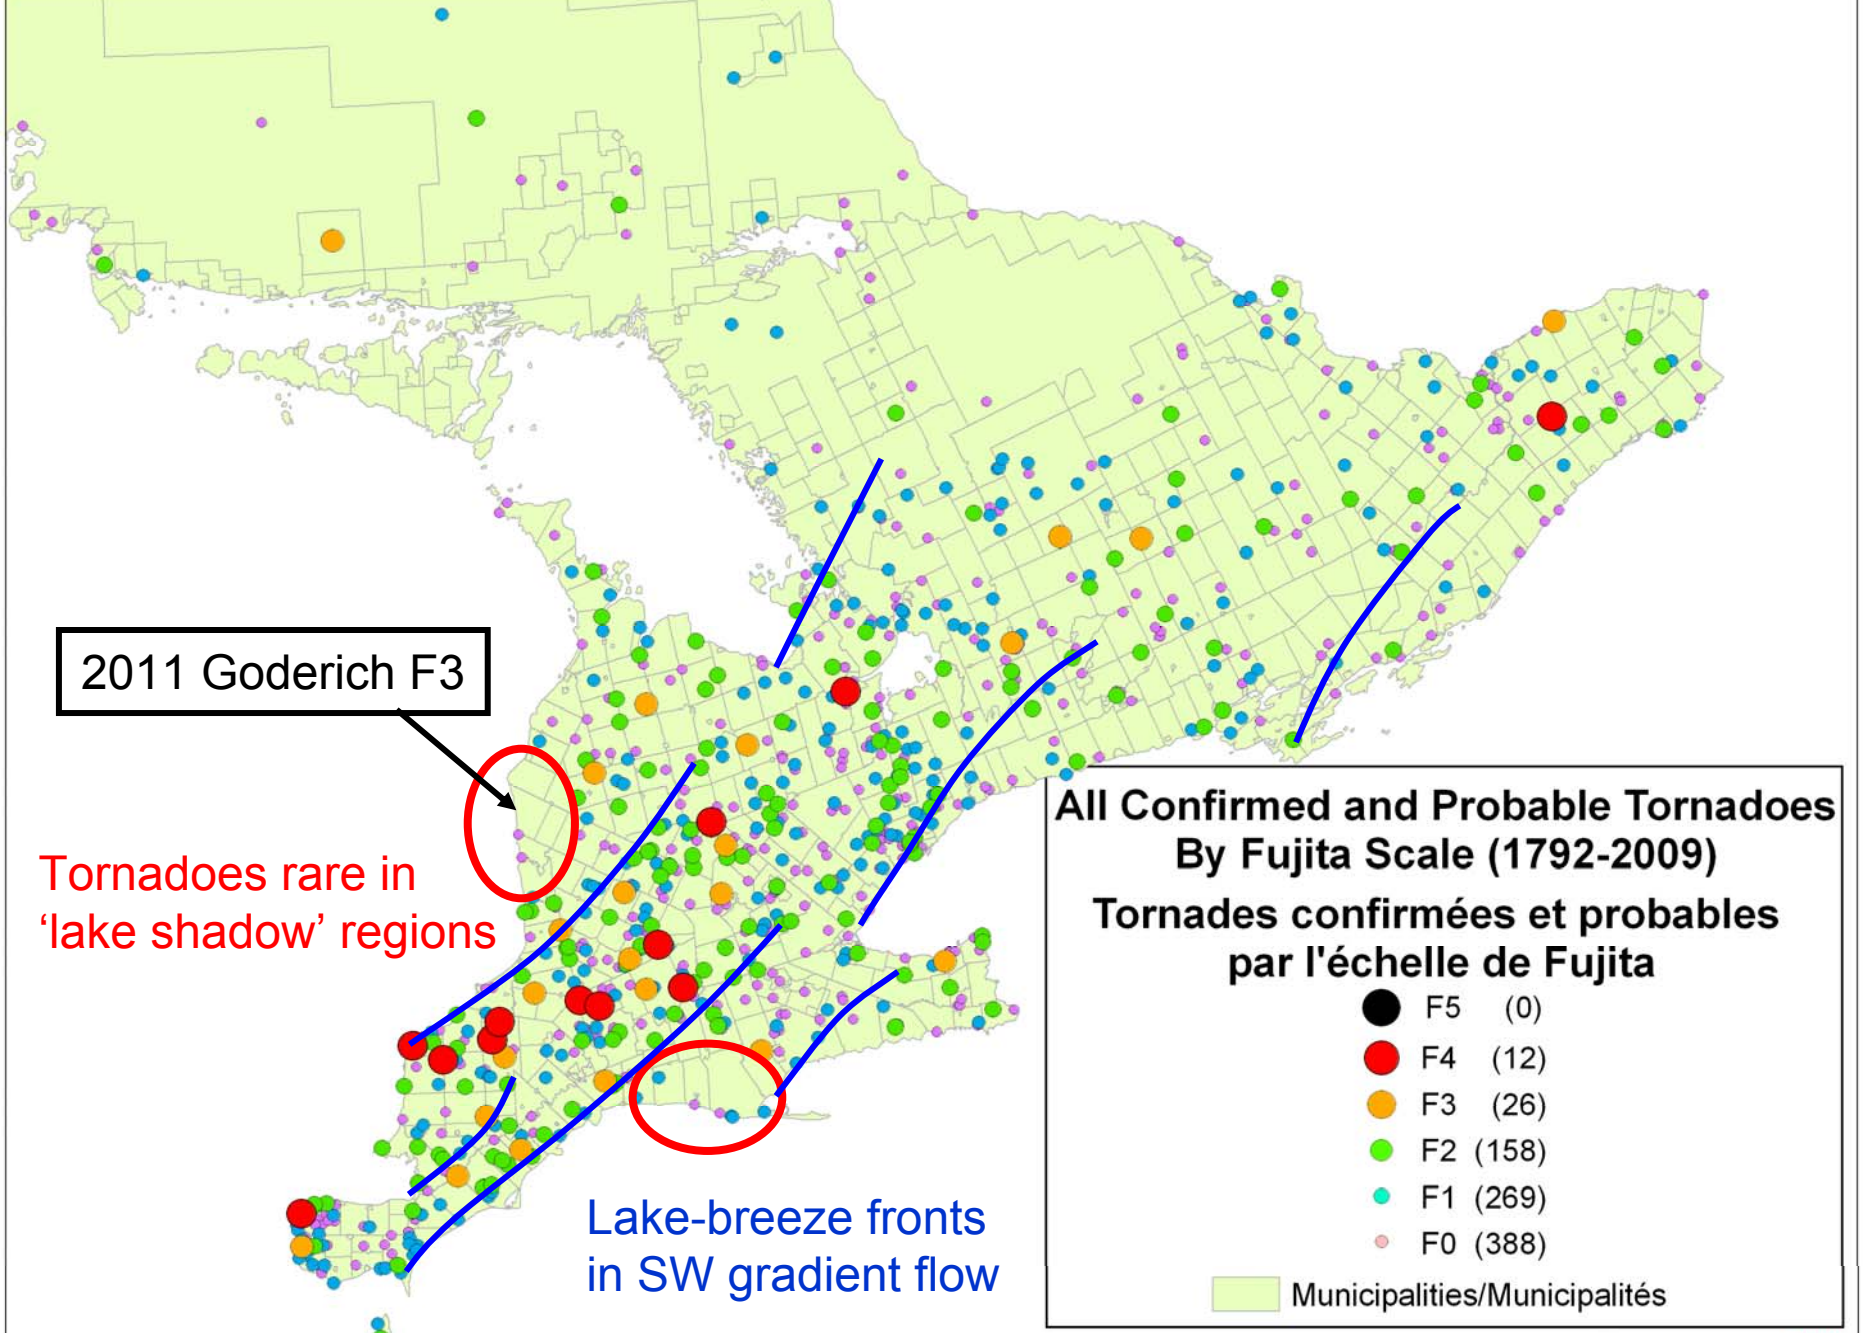 2011 Goderich F3
Tornadoes rare in
‘lake shadow’ regions
Lake-breeze fronts
in SW gradient flow
All Confirmed and Probable Tornadoes
By Fujita Scale (1792-2009)
Tornades confirmées et probables
par l'échelle de Fujita
F5 (0)
F4 (12)
F3 (26)
F2 (158)
F1 (269)
F0 (388)
Municipalities/Municipalités